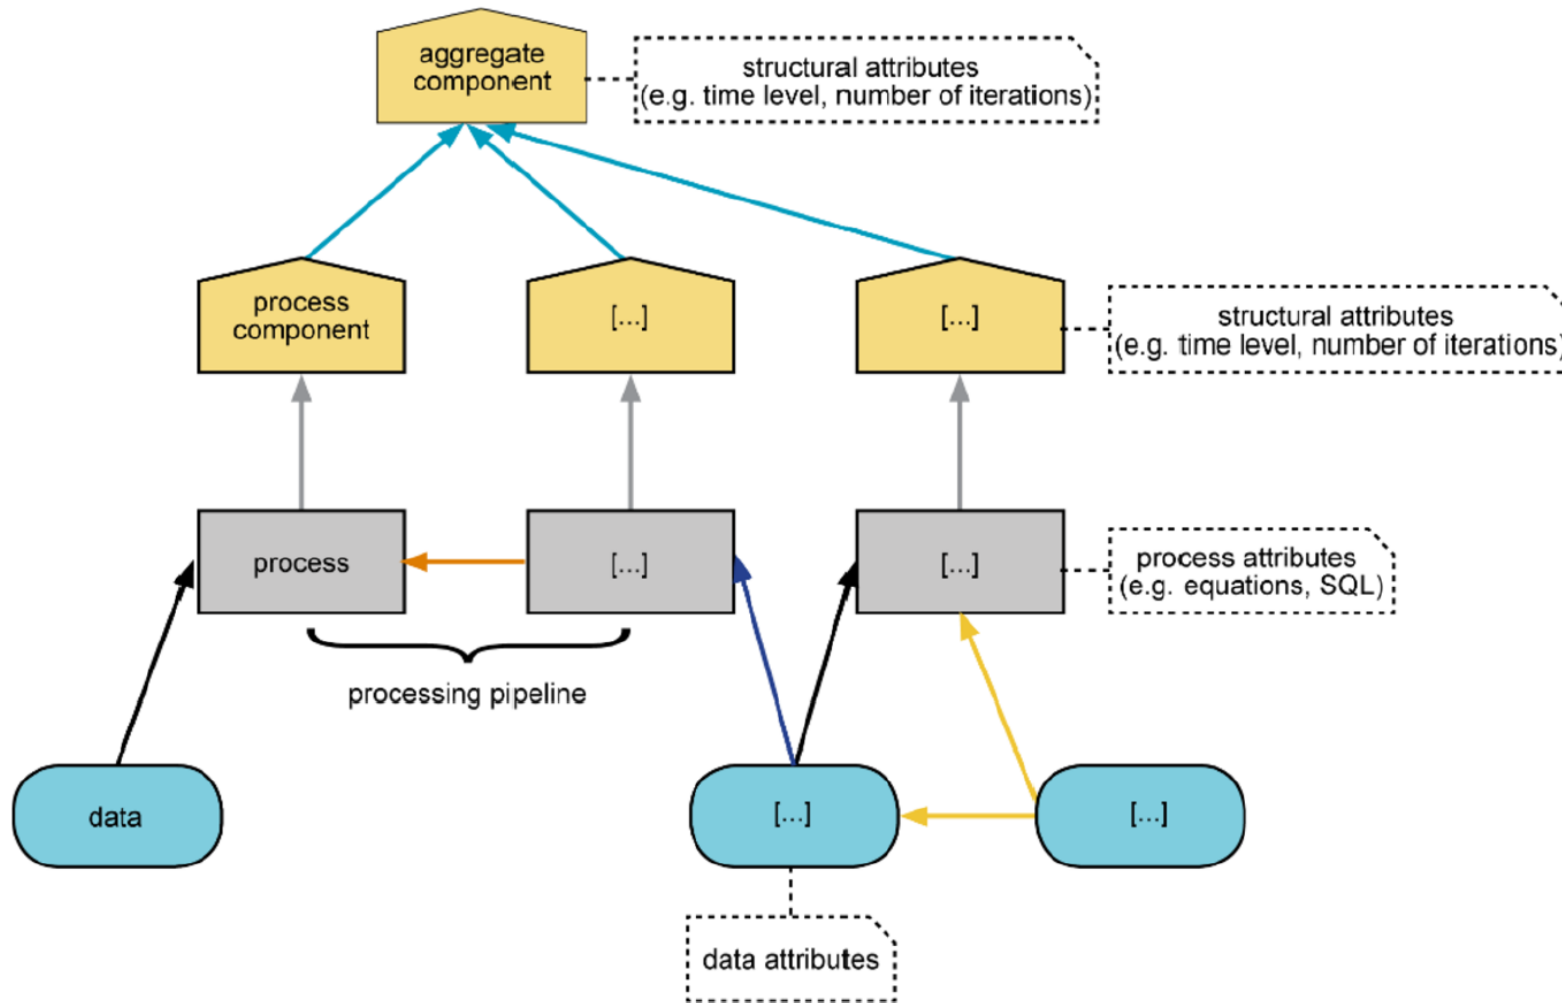 aggregate
component
structural attributes
(e.g. time level, number of iterations)
process
component
[...]
[...]
structural attributes
(e.g. time level, number of iterations)
process
[...]
[...]
process attributes
(e.g. equations, SQL)
processing pipeline
data
[...]
[...]
data attributes